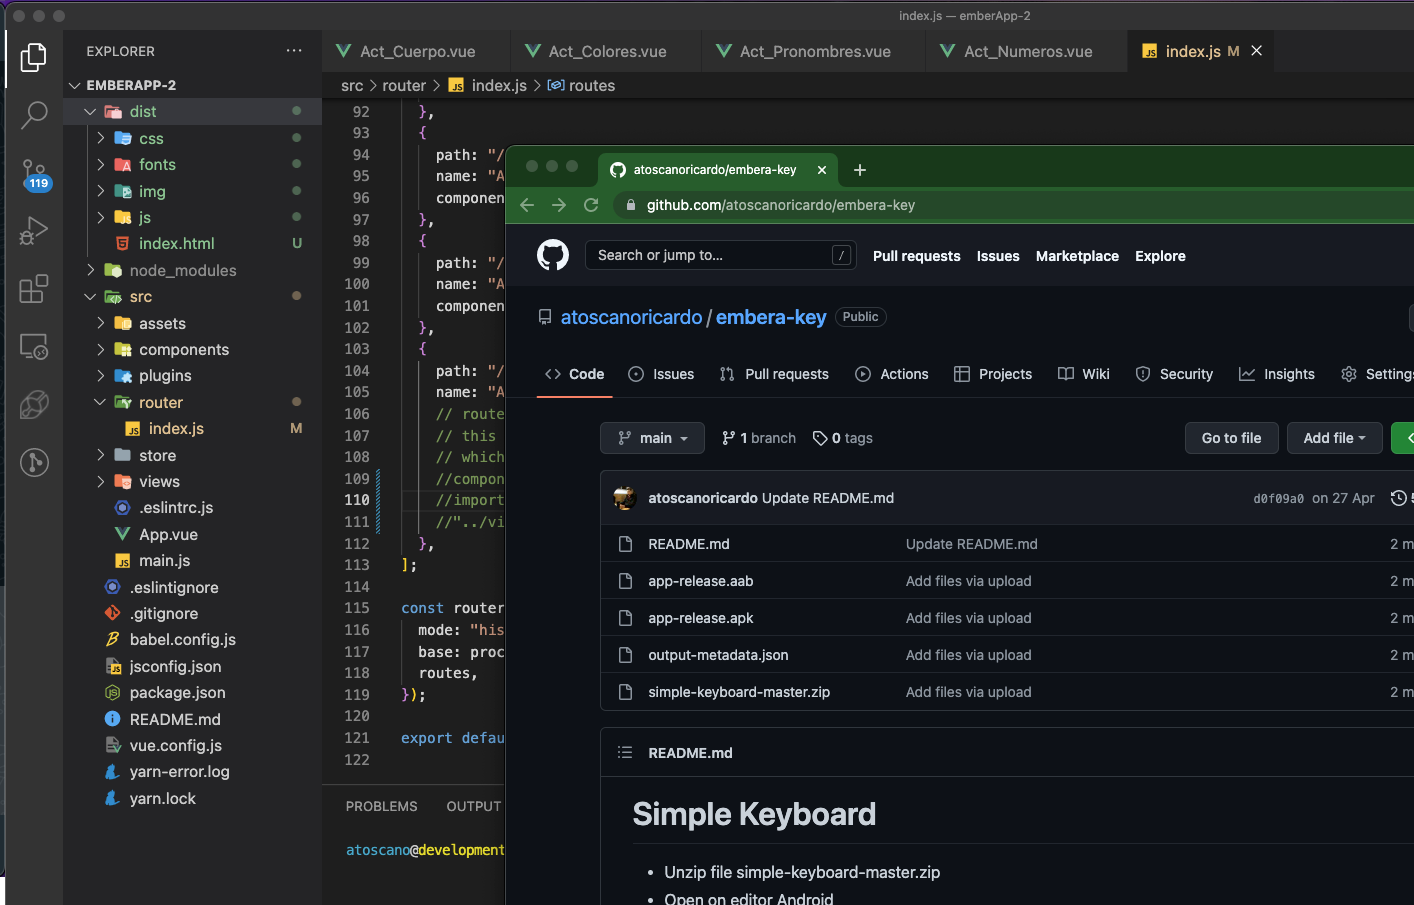 index.js — emberApp-2
EXPLORER ···
Act_Cuerpo.vue Act_Colores.vue Act_Pronombres.vue Act_Numeros.vue index.js M
EMBERAPP-2
src > router > index.js > routes
dist
css
fonts
img
js
index.html U
node_modules
src
assets
components
plugins
router
index.js M
store
views
.eslintrc.js
App.vue
main.js
.eslintignore
.gitignore
babel.config.js
jsconfig.json
package.json
README.md
vue.config.js
yarn-error.log
yarn.lock
119
92 },
93 {
94 path: "/
95 name: "A
96 componen
97 },
98 {
99 path: "/
100 name: "A
101 componen
102 },
103 {
104 path: "/
105 name: "A
106 // route
107 // this
108 // which
109 //compon
110 //import
111 //"../vi
112 },
113 ];
114
115 const router
116 mode: "his
117 base: proc
118 routes,
119 });
120
121 export defau
122
PROBLEMS OUTPUT
atoscano@development
atoscanoricardo/embera-key
github.com/atoscanoricardo/embera-key
Search or jump to... / Pull requests Issues Marketplace Explore
atoscanoricardo / embera-key Public
<> Code Issues Pull requests Actions Projects Wiki Security Insights Settings
main 1 branch 0 tags Go to file Add file
atoscanoricardo Update README.md d0f09a0 on 27 Apr 5
README.md Update README.md 2 m
app-release.aab Add files via upload 2 m
app-release.apk Add files via upload 2 m
output-metadata.json Add files via upload 2 m
simple-keyboard-master.zip Add files via upload 2 m
README.md
Simple Keyboard
• Unzip file simple-keyboard-master.zip
• Open on editor Android